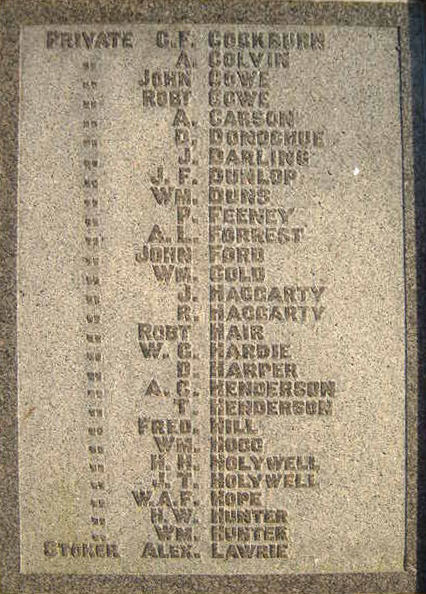 PRIVATE C.F. COCKBURN
" A. COLVIN
" JOHN COWE
" ROBT COWE
" A. CARSON
" D. DONOGHUE
" J. DARLING
" J. F. DUNLOP
" WM. DUNS
" P. FEENEY
" A. L. FORREST
" JOHN FORD
" WM. GOLD
" J. HAGGARTY
" R. HAGGARTY
" ROBT HAIR
" W. G. HARDIE
" D. HARPER
" A. G. HENDERSON
" T. HENDERSON
" FRED. HILL
" WM. HOGG
" H. H. HOLYWELL
" J. T. HOLYWELL
" W.A.F. HOPE
" H.W. HUNTER
" WM. HUNTER
STOKER ALEX. LAWRIE